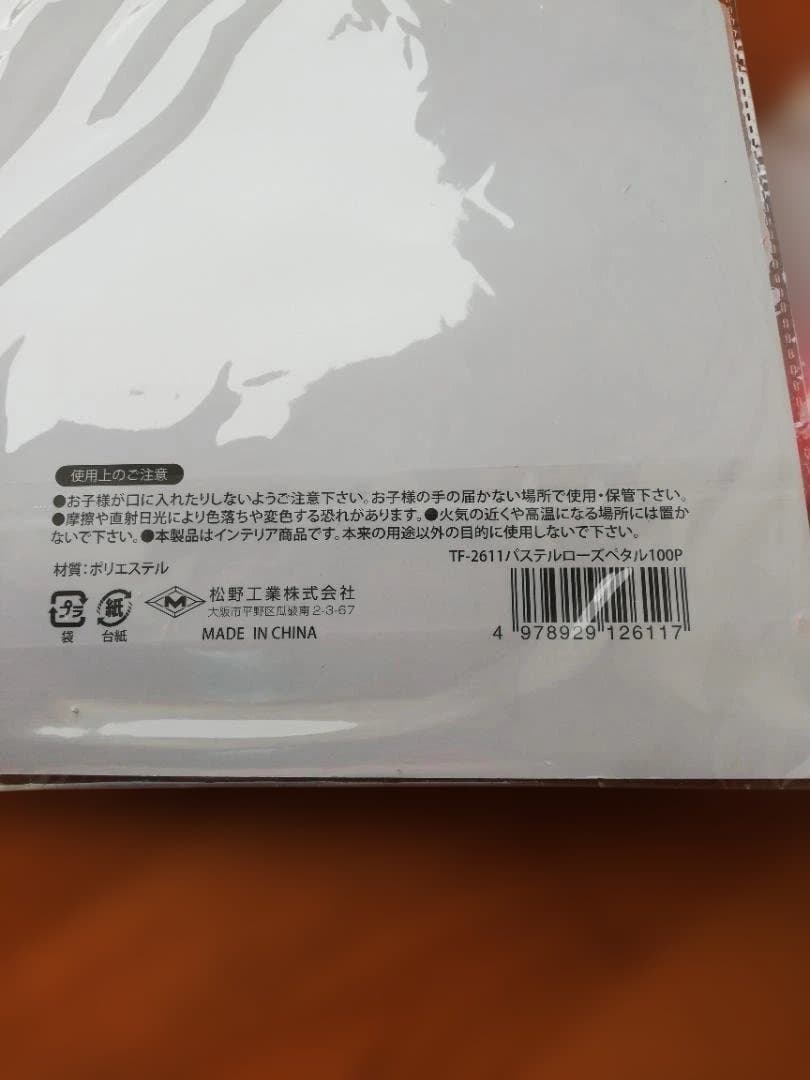 使用上のご注意
●お子様が口に入れたりしないようご注意下さい。お子様の手の届かない場所で使用・保管下さい。
●摩擦や直射日光により色落ちや変色する恐れがあります。●火気の近くや高温になる場所には置か
ないで下さい。●本製品はインテリア商品です。本来の用途以外の目的に使用しないで下さい。
TF-2611パステルローズペタル100P
材質：ポリエステル
プラ
袋
紙
台紙
M
松野工業株式会社
大阪市平野区瓜破南2-3-67
MADE IN CHINA
4 978929 126117